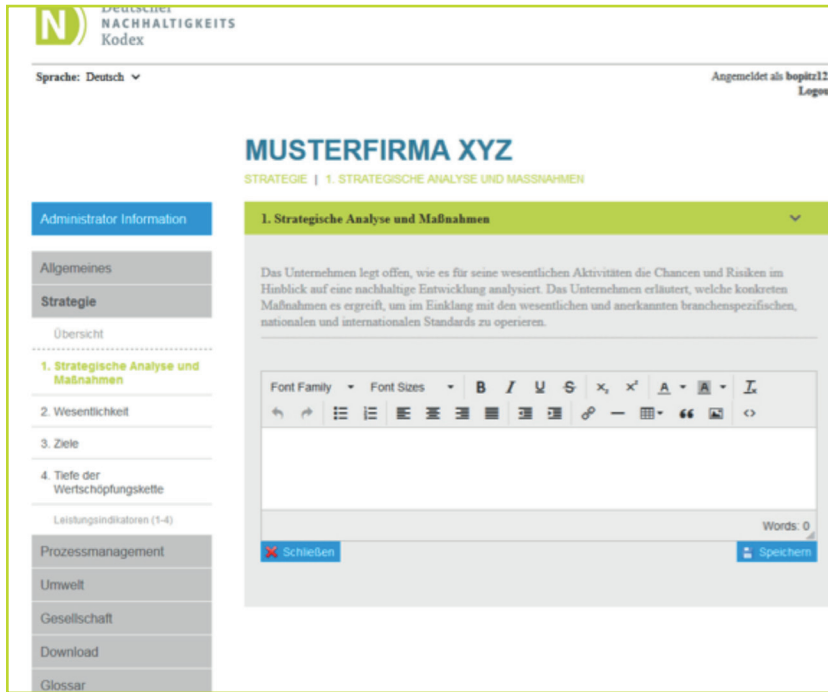 Deutscher
NACHHALTIGKEITS
Kodex
Sprache: Deutsch
Angemeldet als bopitz12
Logou
MUSTERFIRMA XYZ
STRATEGIE | 1. STRATEGISCHE ANALYSE UND MASSNAHMEN
Administrator Information
Allgemeines
Strategie
Übersicht
1. Strategische Analyse und
Maßnahmen
2. Wesentlichkeit
3. Ziele
4. Tiefe der
Wertschöpfungskette
Leistungsindikatoren (1-4)
Prozessmanagement
Umwelt
Gesellschaft
Download
Glossar
1. Strategische Analyse und Maßnahmen
Das Unternehmen legt offen, wie es für seine wesentlichen Aktivitäten die Chancen und Risiken im
Hinblick auf eine nachhaltige Entwicklung analysiert. Das Unternehmen erläutert, welche konkreten
Maßnahmen es ergreift, um im Einklang mit den wesentlichen und anerkannten branchenspezifischen,
nationalen und internationalen Standards zu operieren.
Font Family Font Sizes B I U S x₂ x² A A Tx
Words: 0
Schließen
Speichern